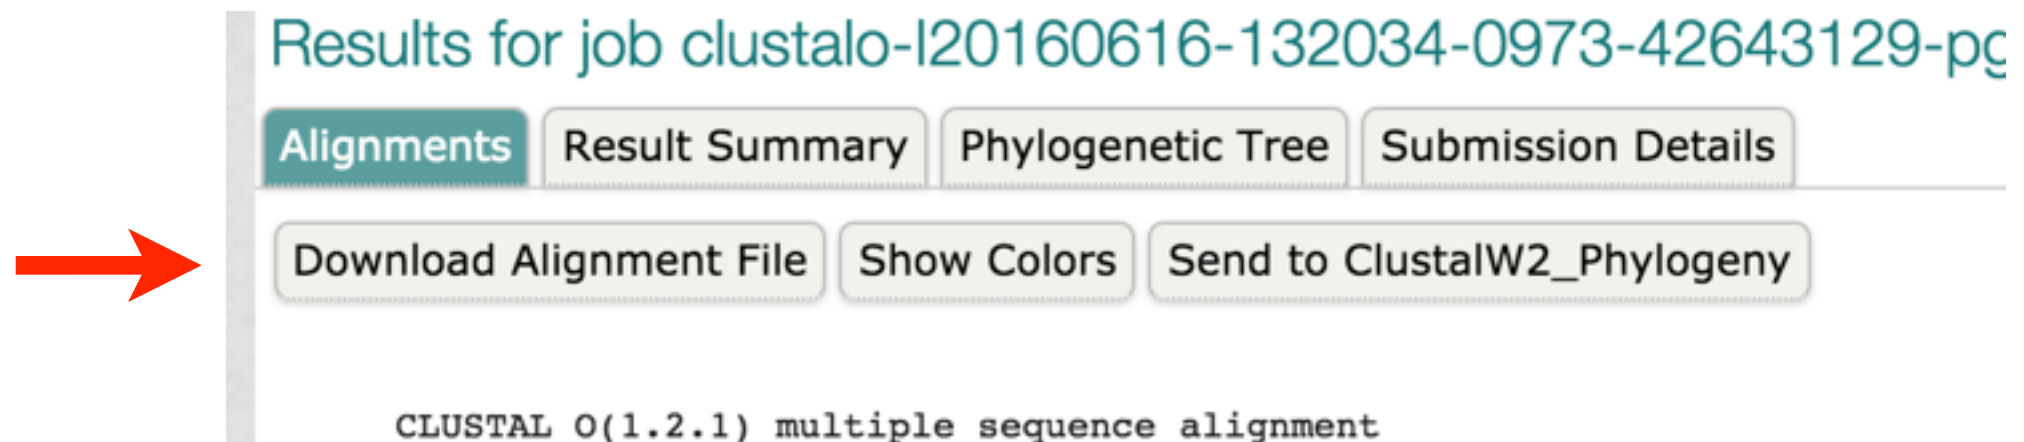 Results for job clustalo-I20160616-132034-0973-42643129-pg
Alignments Result Summary Phylogenetic Tree Submission Details
Download Alignment File Show Colors Send to ClustalW2_Phylogeny
CLUSTAL O(1.2.1) multiple sequence alignment